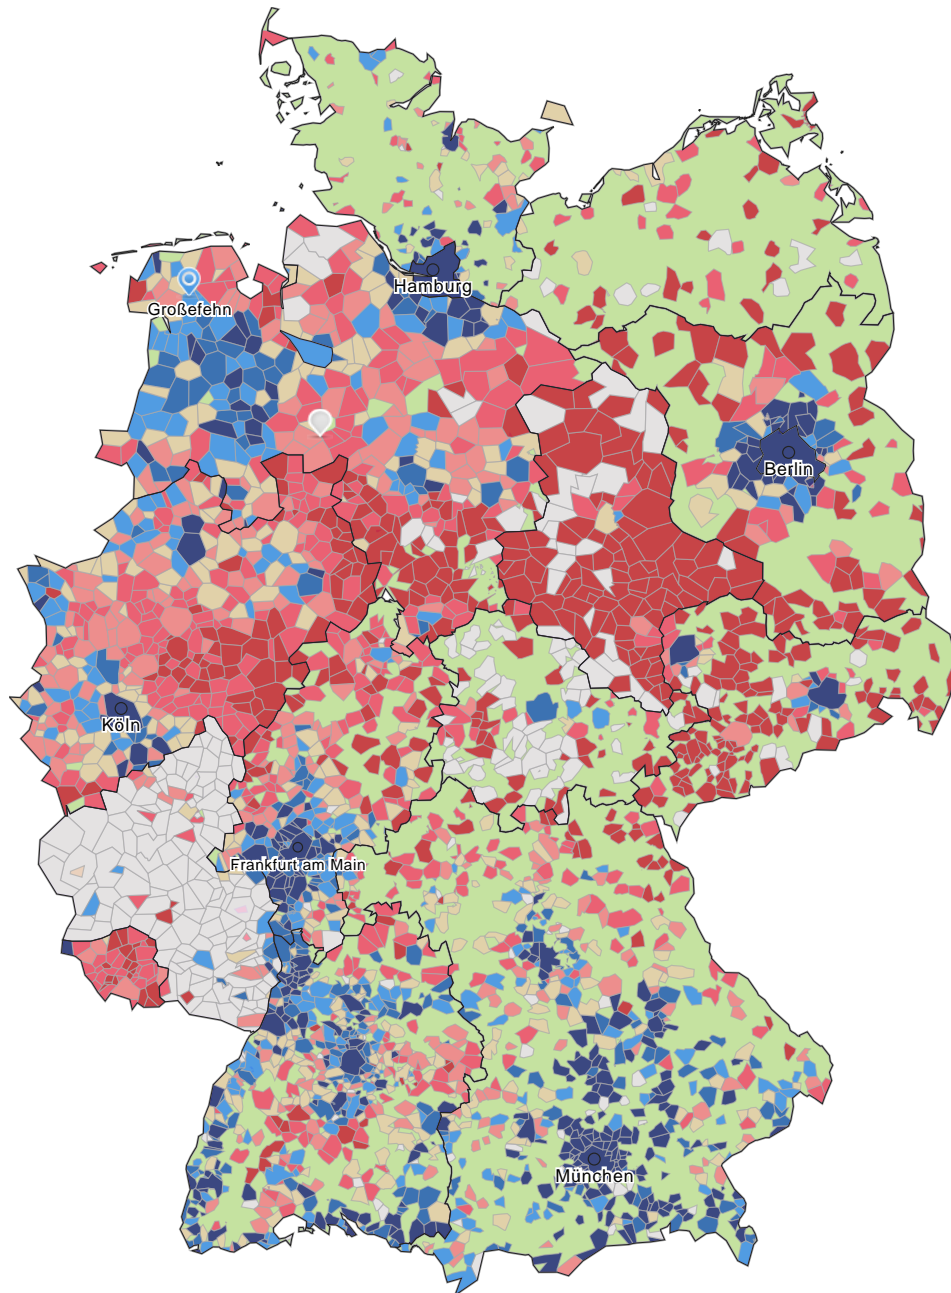 Hamburg
Großefehn
Berlin
Köln
Frankfurt am Main
München